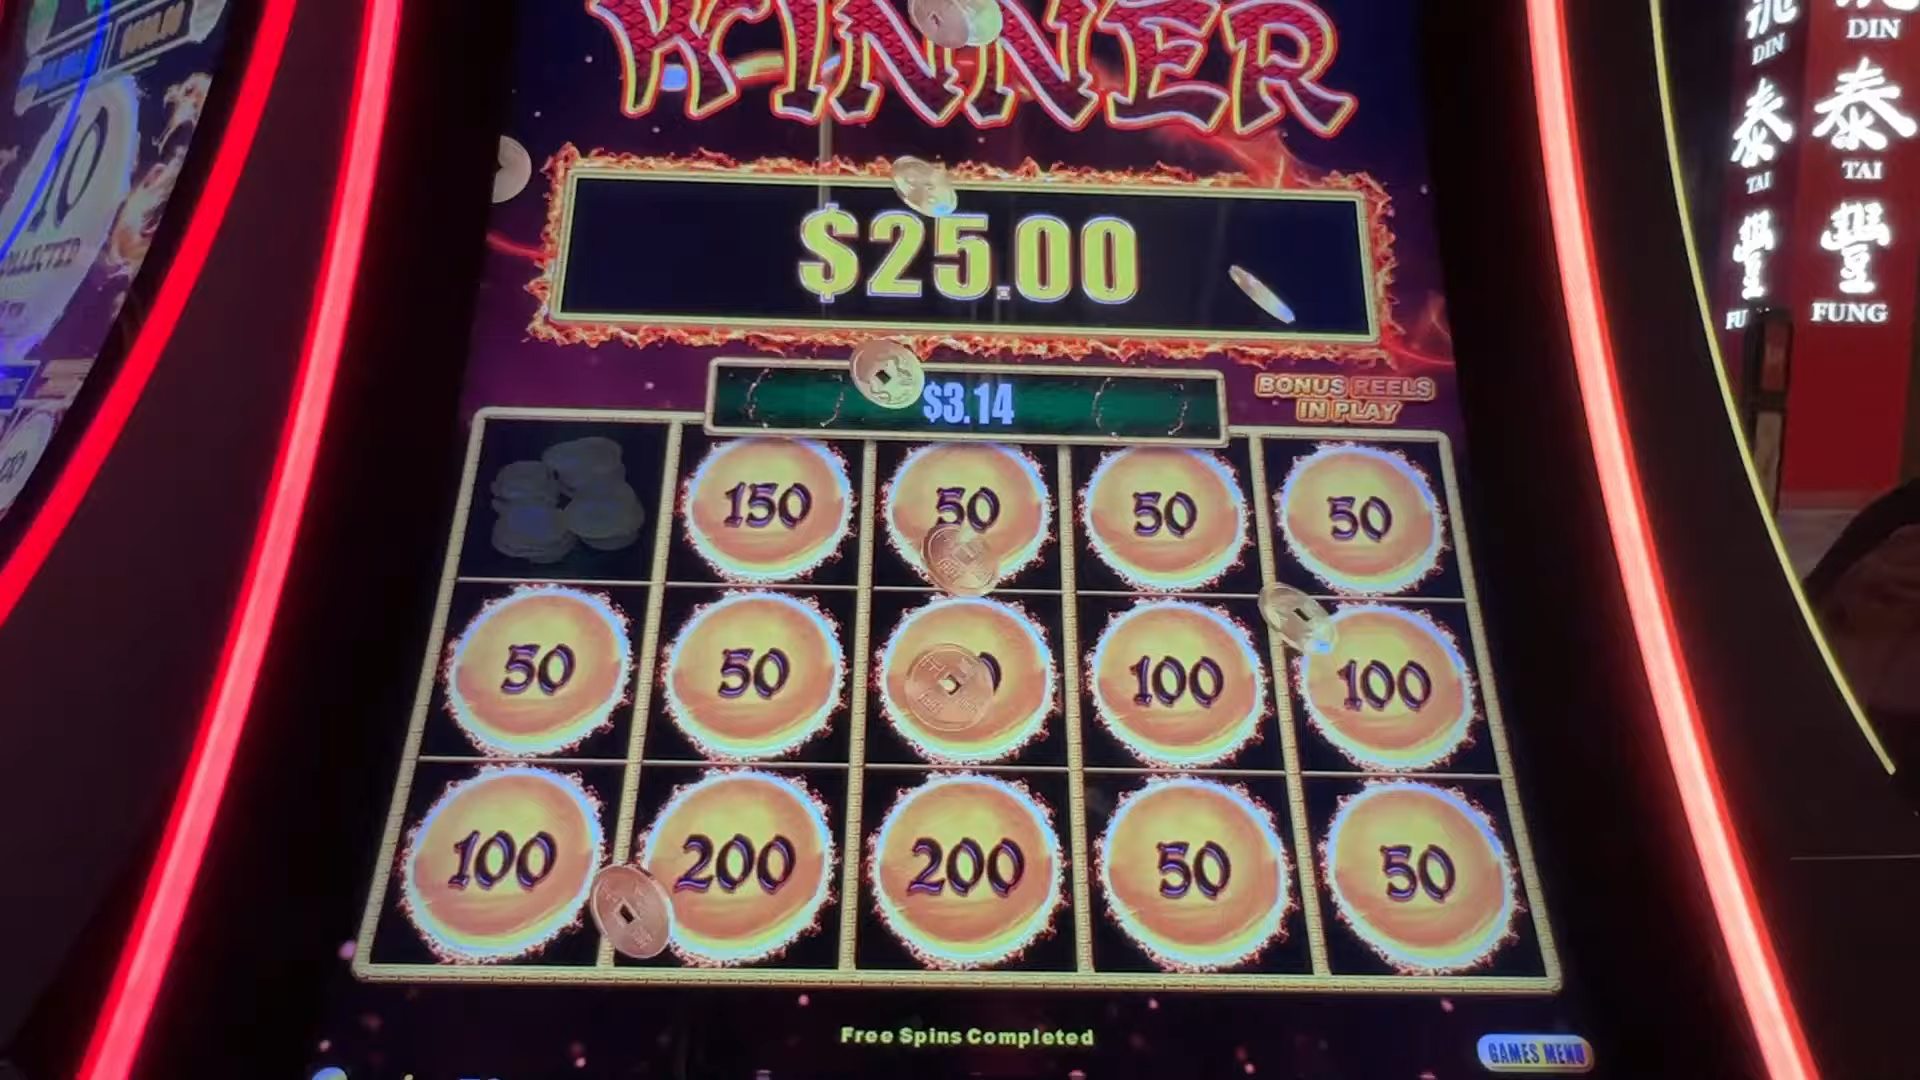 WINNER
$25.00
$3.14
BONUS REELS
IN PLAY
150
50
50
50
50
50
100
100
100
200
200
50
50
Free Spins Completed
GAMES MENU
10
DIN
泰
TAI
豐
DIN
泰
TAI
豐
FUNG